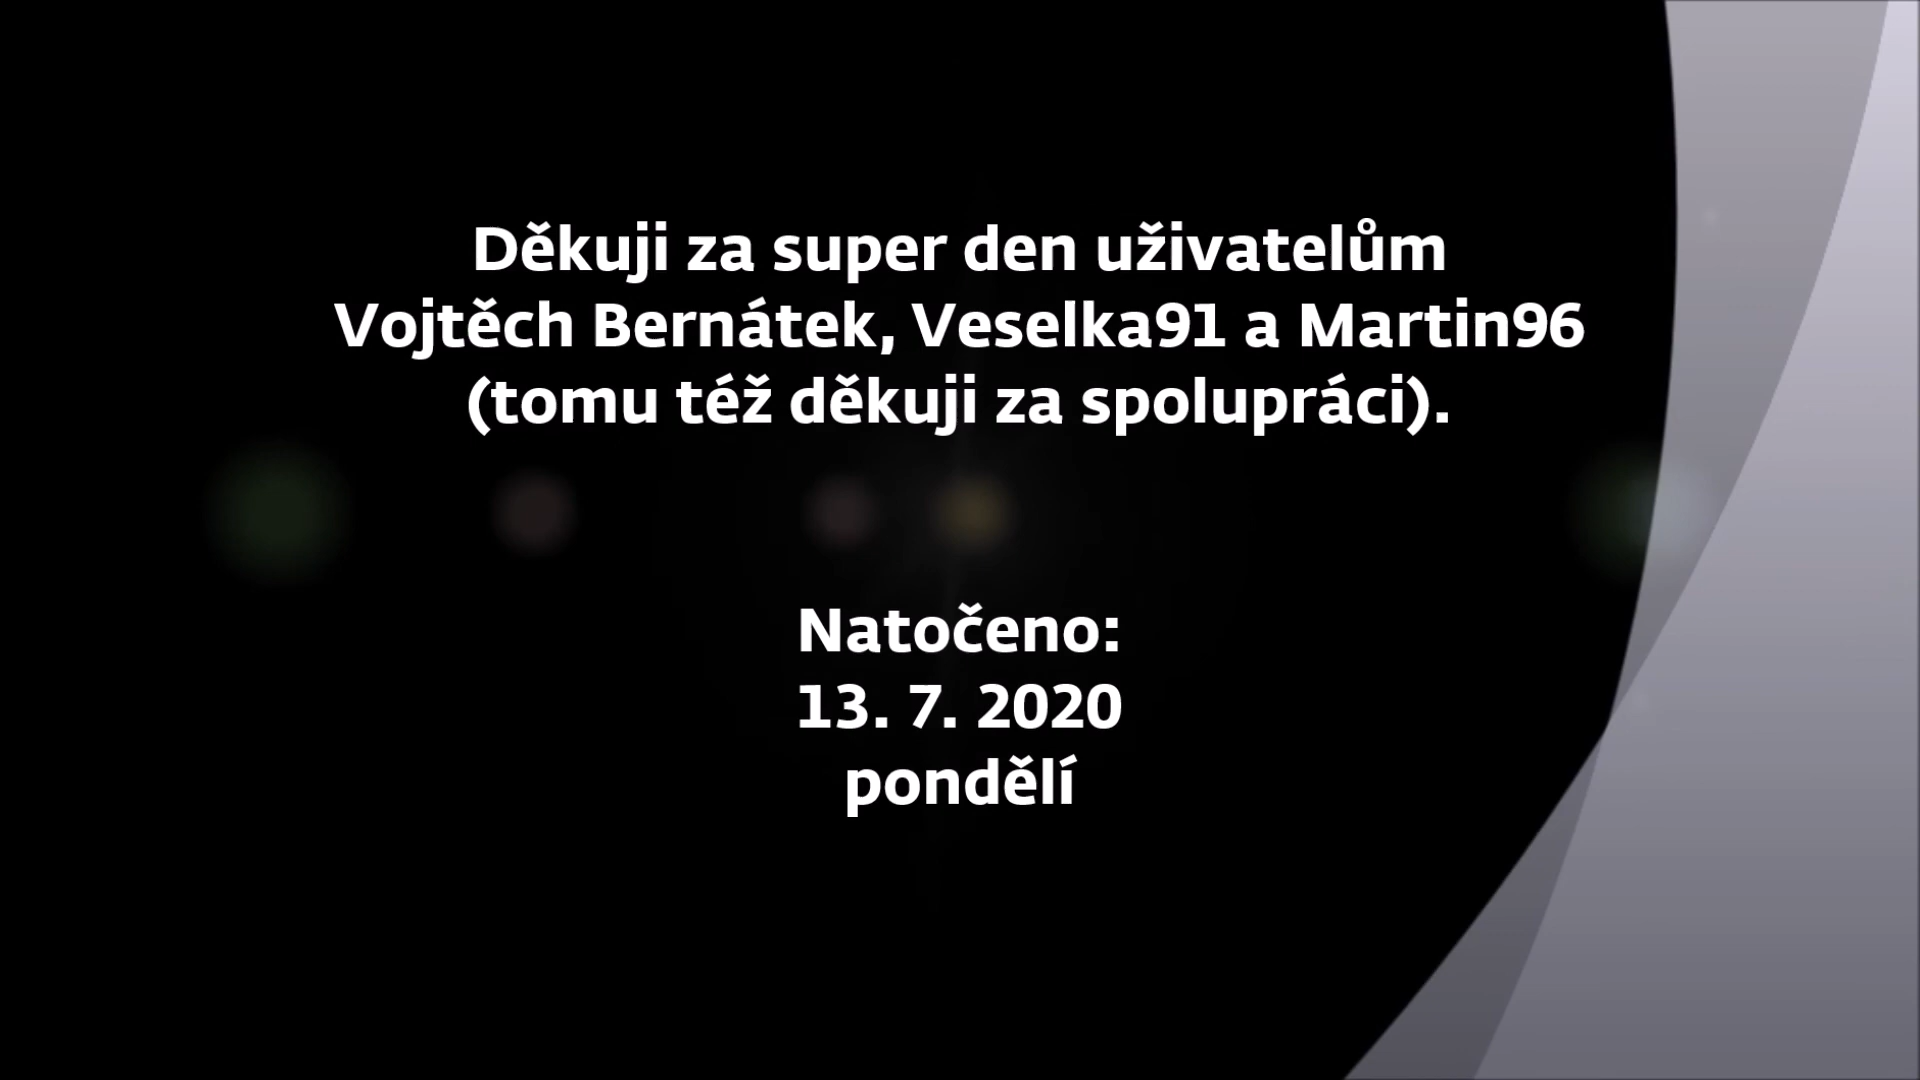 Děkuji za super den uživatelům
Vojtěch Bernátek, Veselka91 a Martin96
(tomu též děkuji za spolupráci).
Natočeno:
13. 7. 2020
pondělí